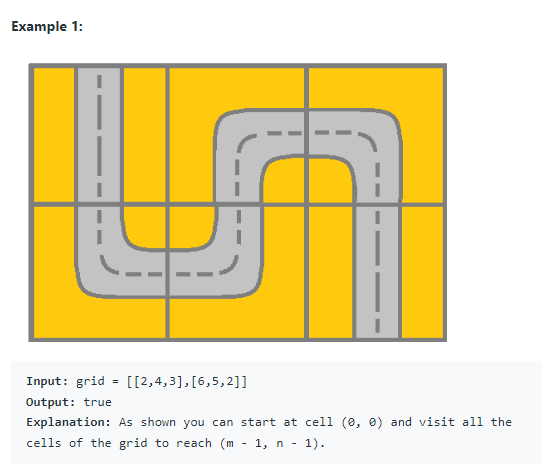 Example 1:
Input: grid = [[2,4,3],[6,5,2]]
Output: true
Explanation: As shown you can start at cell (0, 0) and visit all the
cells of the grid to reach (m - 1, n - 1).